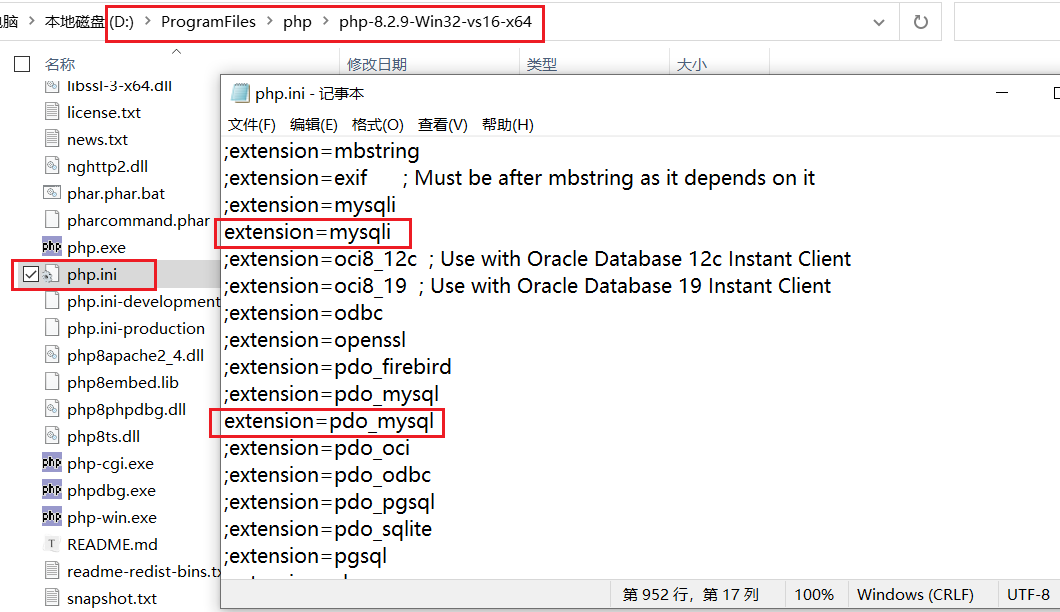 脑 > 本地磁盘 (D:) > ProgramFiles > php > php-8.2.9-Win32-vs16-x64
名称 修改日期 类型 大小
libssl-3-x64.dll
license.txt
news.txt
nghttp2.dll
phar.phar.bat
pharcommand.phar
php.exe
php.ini
php.ini-development
php.ini-production
php8apache2_4.dll
php8embed.lib
php8phpdbg.dll
php8ts.dll
php-cgi.exe
phpdbg.exe
php-win.exe
README.md
readme-redist-bins.tx
snapshot.txt
php.ini - 记事本
文件(F) 编辑(E) 格式(O) 查看(V) 帮助(H)
;extension=mbstring
;extension=exif      ; Must be after mbstring as it depends on it
;extension=mysqli
extension=mysqli
;extension=oci8_12c  ; Use with Oracle Database 12c Instant Client
;extension=oci8_19  ; Use with Oracle Database 19 Instant Client
;extension=odbc
;extension=openssl
;extension=pdo_firebird
;extension=pdo_mysql
extension=pdo_mysql
;extension=pdo_oci
;extension=pdo_odbc
;extension=pdo_pgsql
;extension=pdo_sqlite
;extension=pgsql
第 952 行，第 17 列 100% Windows (CRLF) UTF-8